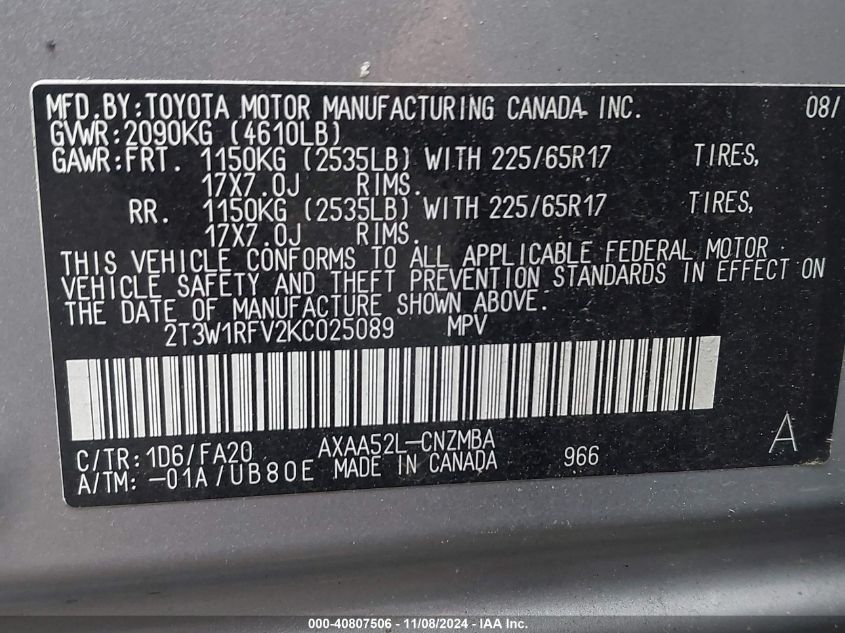 MFD.BY:TOYOTA MOTOR MANUFACTURING CANADA INC. 08/
GVWR:2090KG (4610LB)
GAWR:FRT. 1150KG (2535LB) WITH 225/65R17 TIRES,
17X7.0J RIMS.
RR. 1150KG (2535LB) WITH 225/65R17 TIRES,
17X7.0J RIMS.
THIS VEHICLE CONFORMS TO ALL APPLICABLE FEDERAL MOTOR
VEHICLE SAFETY AND THEFT PREVENTION STANDARDS IN EFFECT ON
THE DATE OF MANUFACTURE SHOWN ABOVE.
2T3W1RFV2KC025089 MPV
C/TR:1D6/FA20 AXAA52L-CNZMBA A
A/TM:-01A/UB80E MADE IN CANADA 966
000-40807506 - 11/08/2024 - IAA Inc.